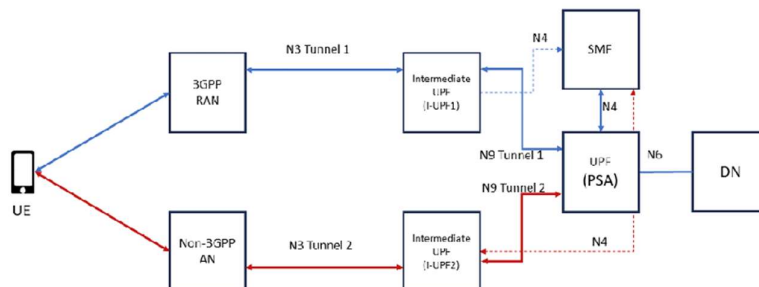 N3 Tunnel 1
N4
SMF
3GPP
RAN
Intermediate
UPF
(I-UPF1)
N4
N9 Tunnel 1
UPF
(PSA)
N6
DN
UE
N9 Tunnel 2
Non-3GPP
AN
N3 Tunnel 2
Intermediate
UPF
(I-UPF2)
N4